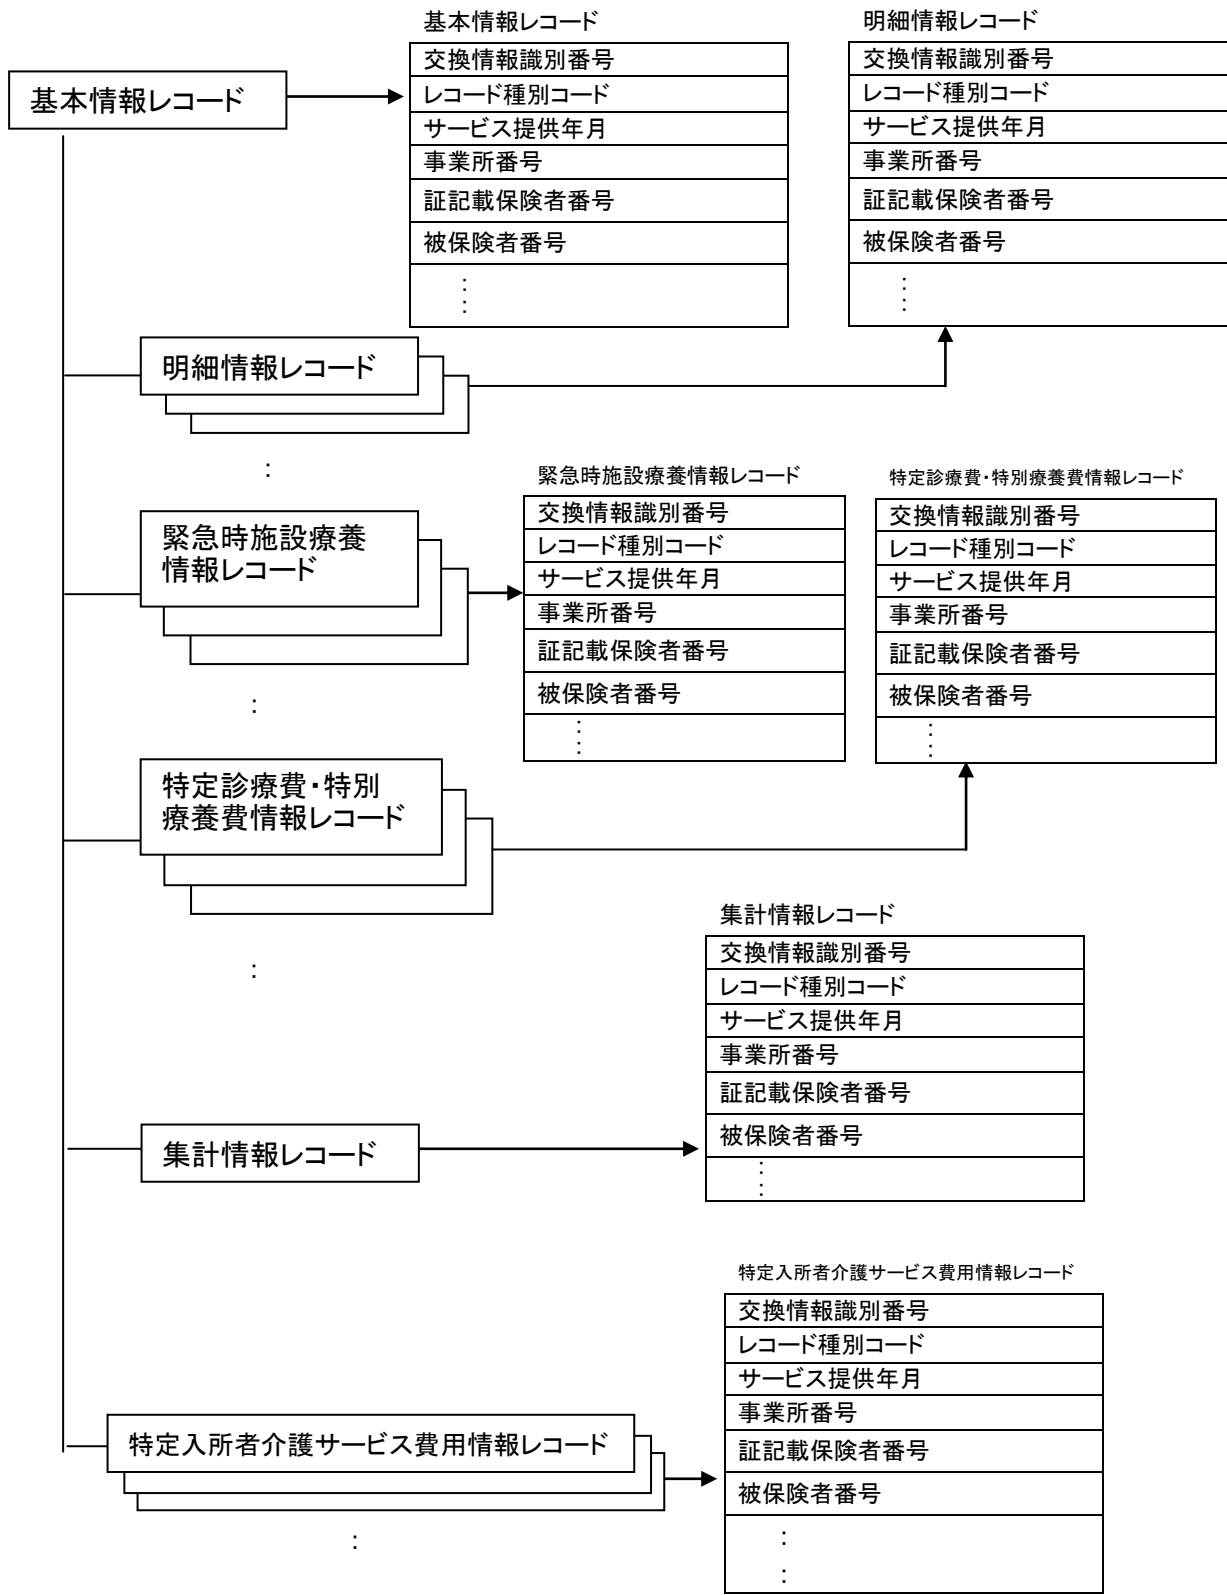 基本情報レコード
基本情報レコード
交換情報識別番号
レコード種別コード
サービス提供年月
事業所番号
証記載保険者番号
被保険者番号
:
:
明細情報レコード
交換情報識別番号
レコード種別コード
サービス提供年月
事業所番号
証記載保険者番号
被保険者番号
:
:
明細情報レコード
:
緊急時施設療養
情報レコード
:
緊急時施設療養情報レコード
交換情報識別番号
レコード種別コード
サービス提供年月
事業所番号
証記載保険者番号
被保険者番号
:
:
特定診療費・特別療養費情報レコード
交換情報識別番号
レコード種別コード
サービス提供年月
事業所番号
証記載保険者番号
被保険者番号
:
:
特定診療費・特別
療養費情報レコード
:
集計情報レコード
集計情報レコード
交換情報識別番号
レコード種別コード
サービス提供年月
事業所番号
証記載保険者番号
被保険者番号
:
:
特定入所者介護サービス費用情報レコード
:
特定入所者介護サービス費用情報レコード
交換情報識別番号
レコード種別コード
サービス提供年月
事業所番号
証記載保険者番号
被保険者番号
:
: